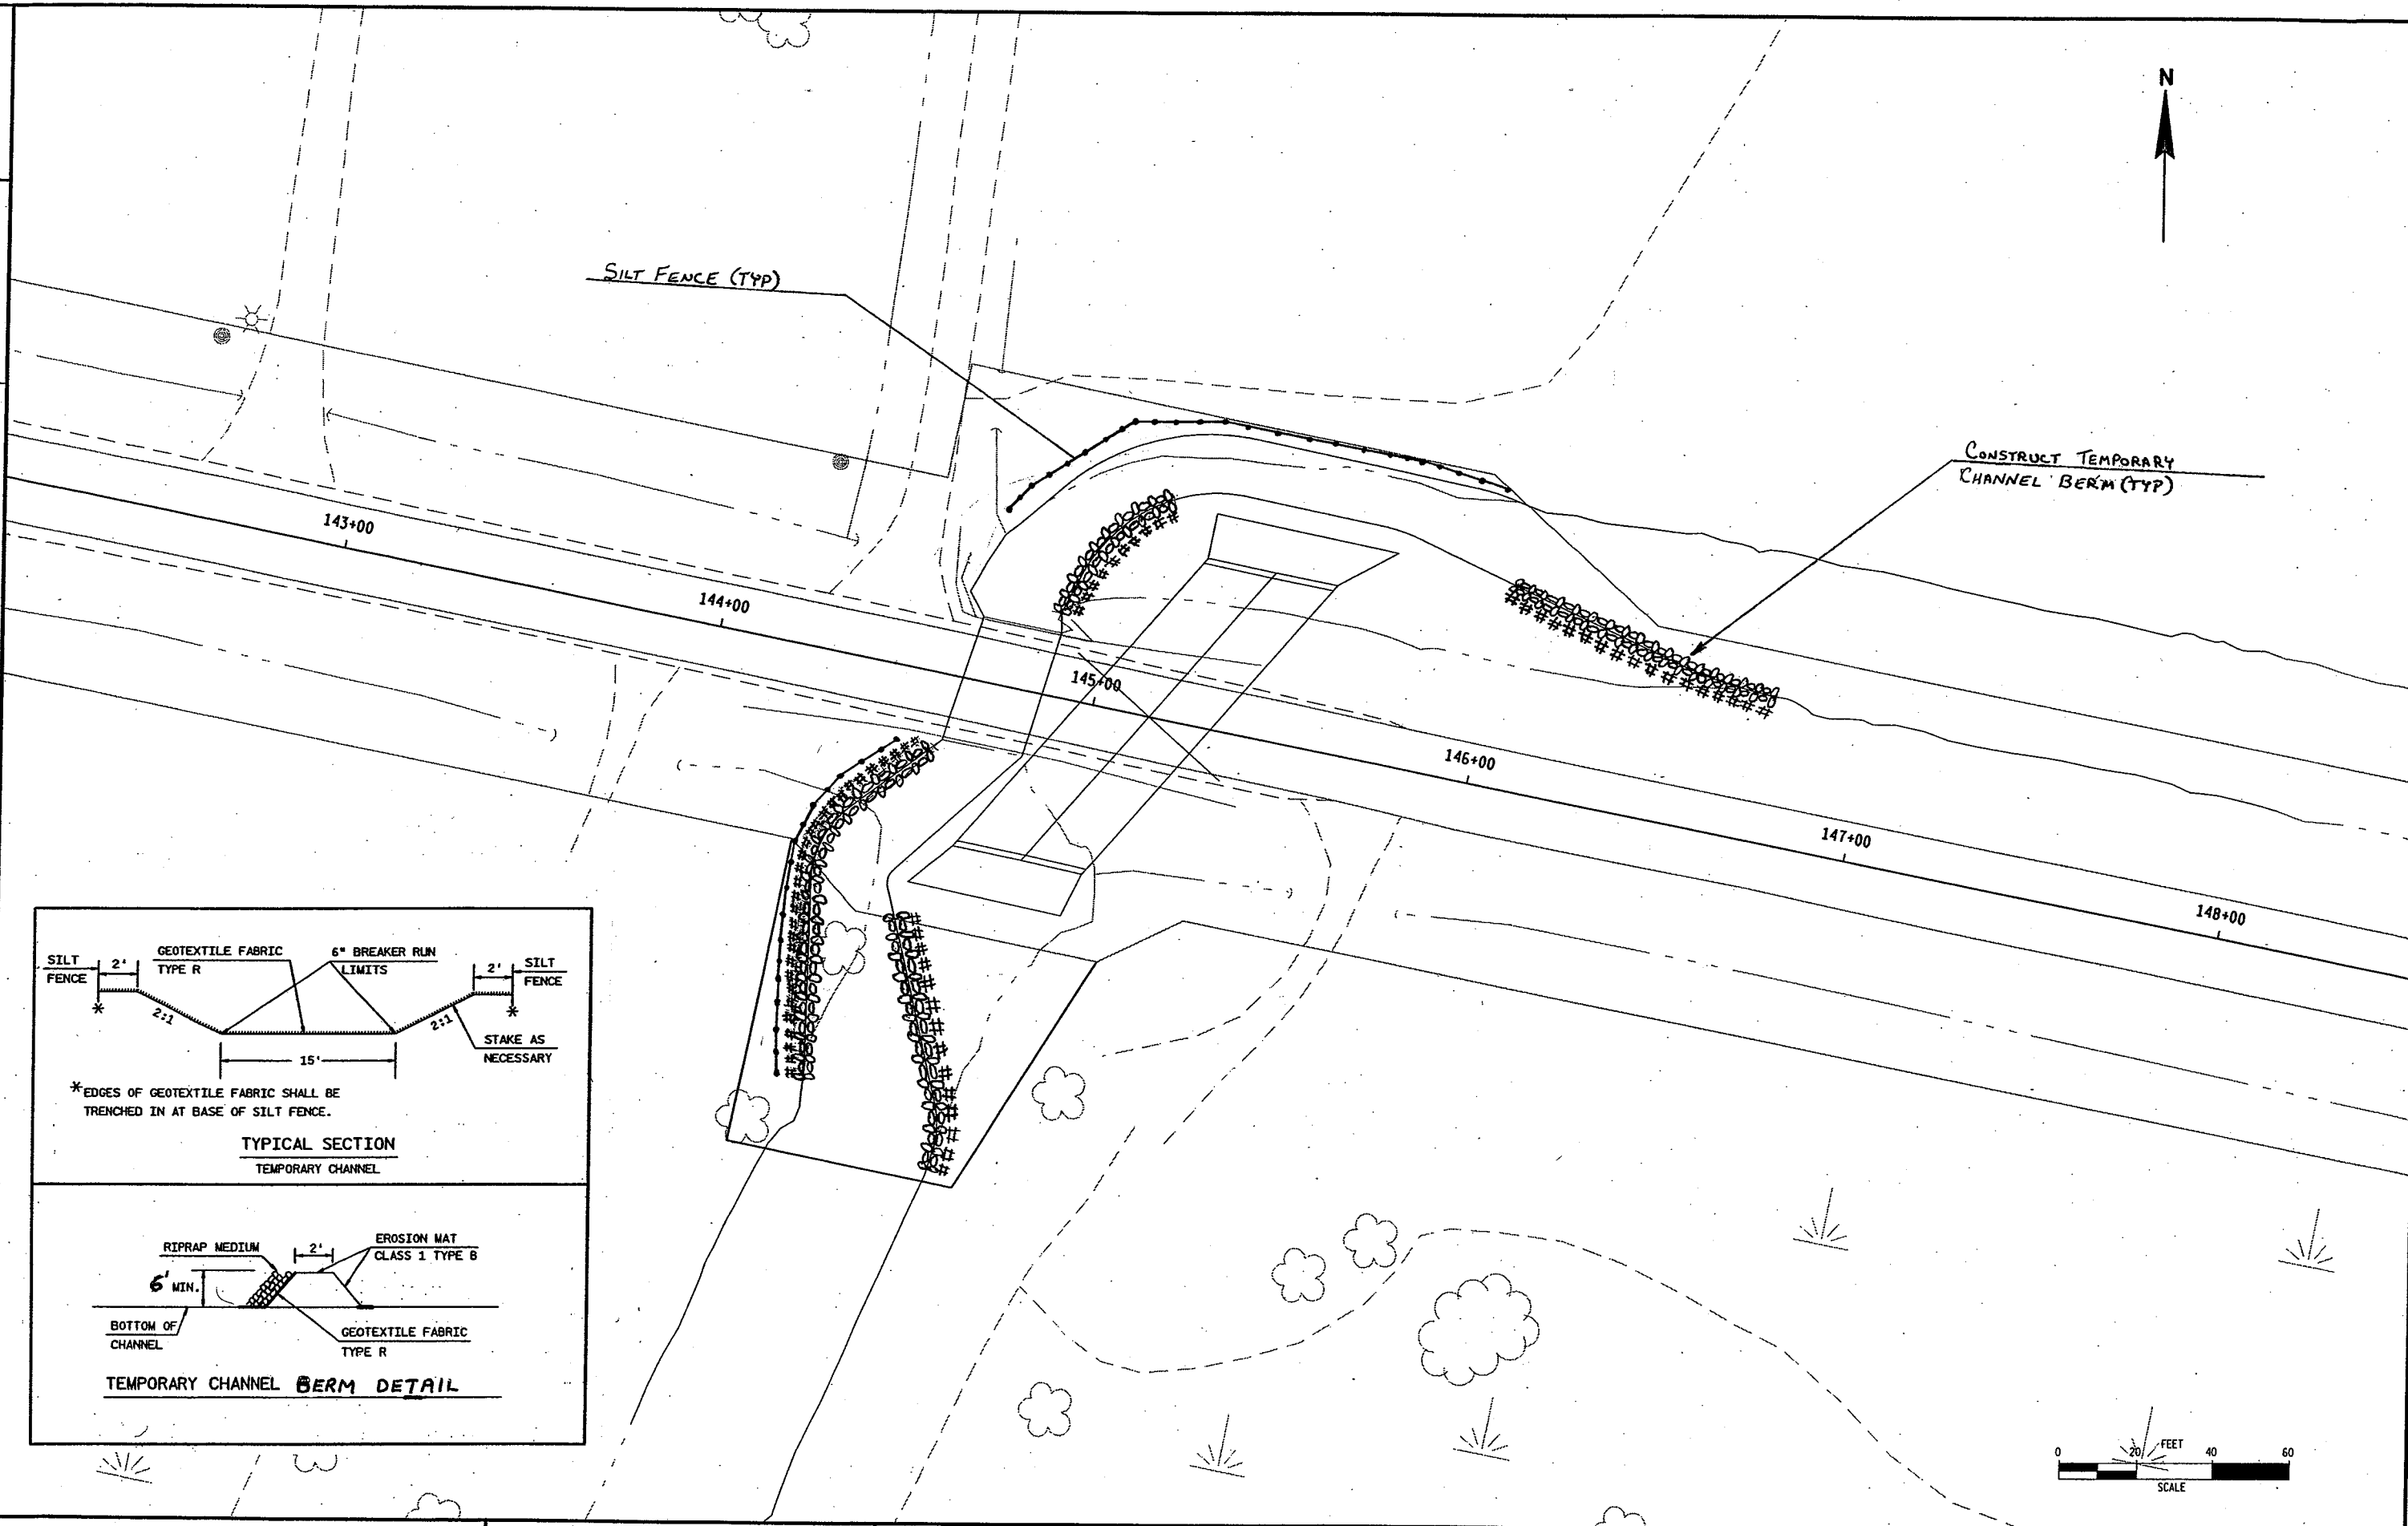 N
SILT FENCE (TYP)
CONSTRUCT TEMPORARY
CHANNEL BERM (TYP)
143+00
144+00
145+00
146+00
147+00
148+00
SILT
FENCE
2'
GEOTEXTILE FABRIC
TYPE R
6" BREAKER RUN
LIMITS
2'
SILT
FENCE
*
2:1
2:1
*
STAKE AS
NECESSARY
15'
*EDGES OF GEOTEXTILE FABRIC SHALL BE
TRENCHED IN AT BASE OF SILT FENCE.
TYPICAL SECTION
TEMPORARY CHANNEL
RIPRAP MEDIUM
2'
EROSION MAT
CLASS 1 TYPE B
6' MIN.
BOTTOM OF
CHANNEL
GEOTEXTILE FABRIC
TYPE R
TEMPORARY CHANNEL BERM DETAIL
0 20 FEET 40 60
SCALE